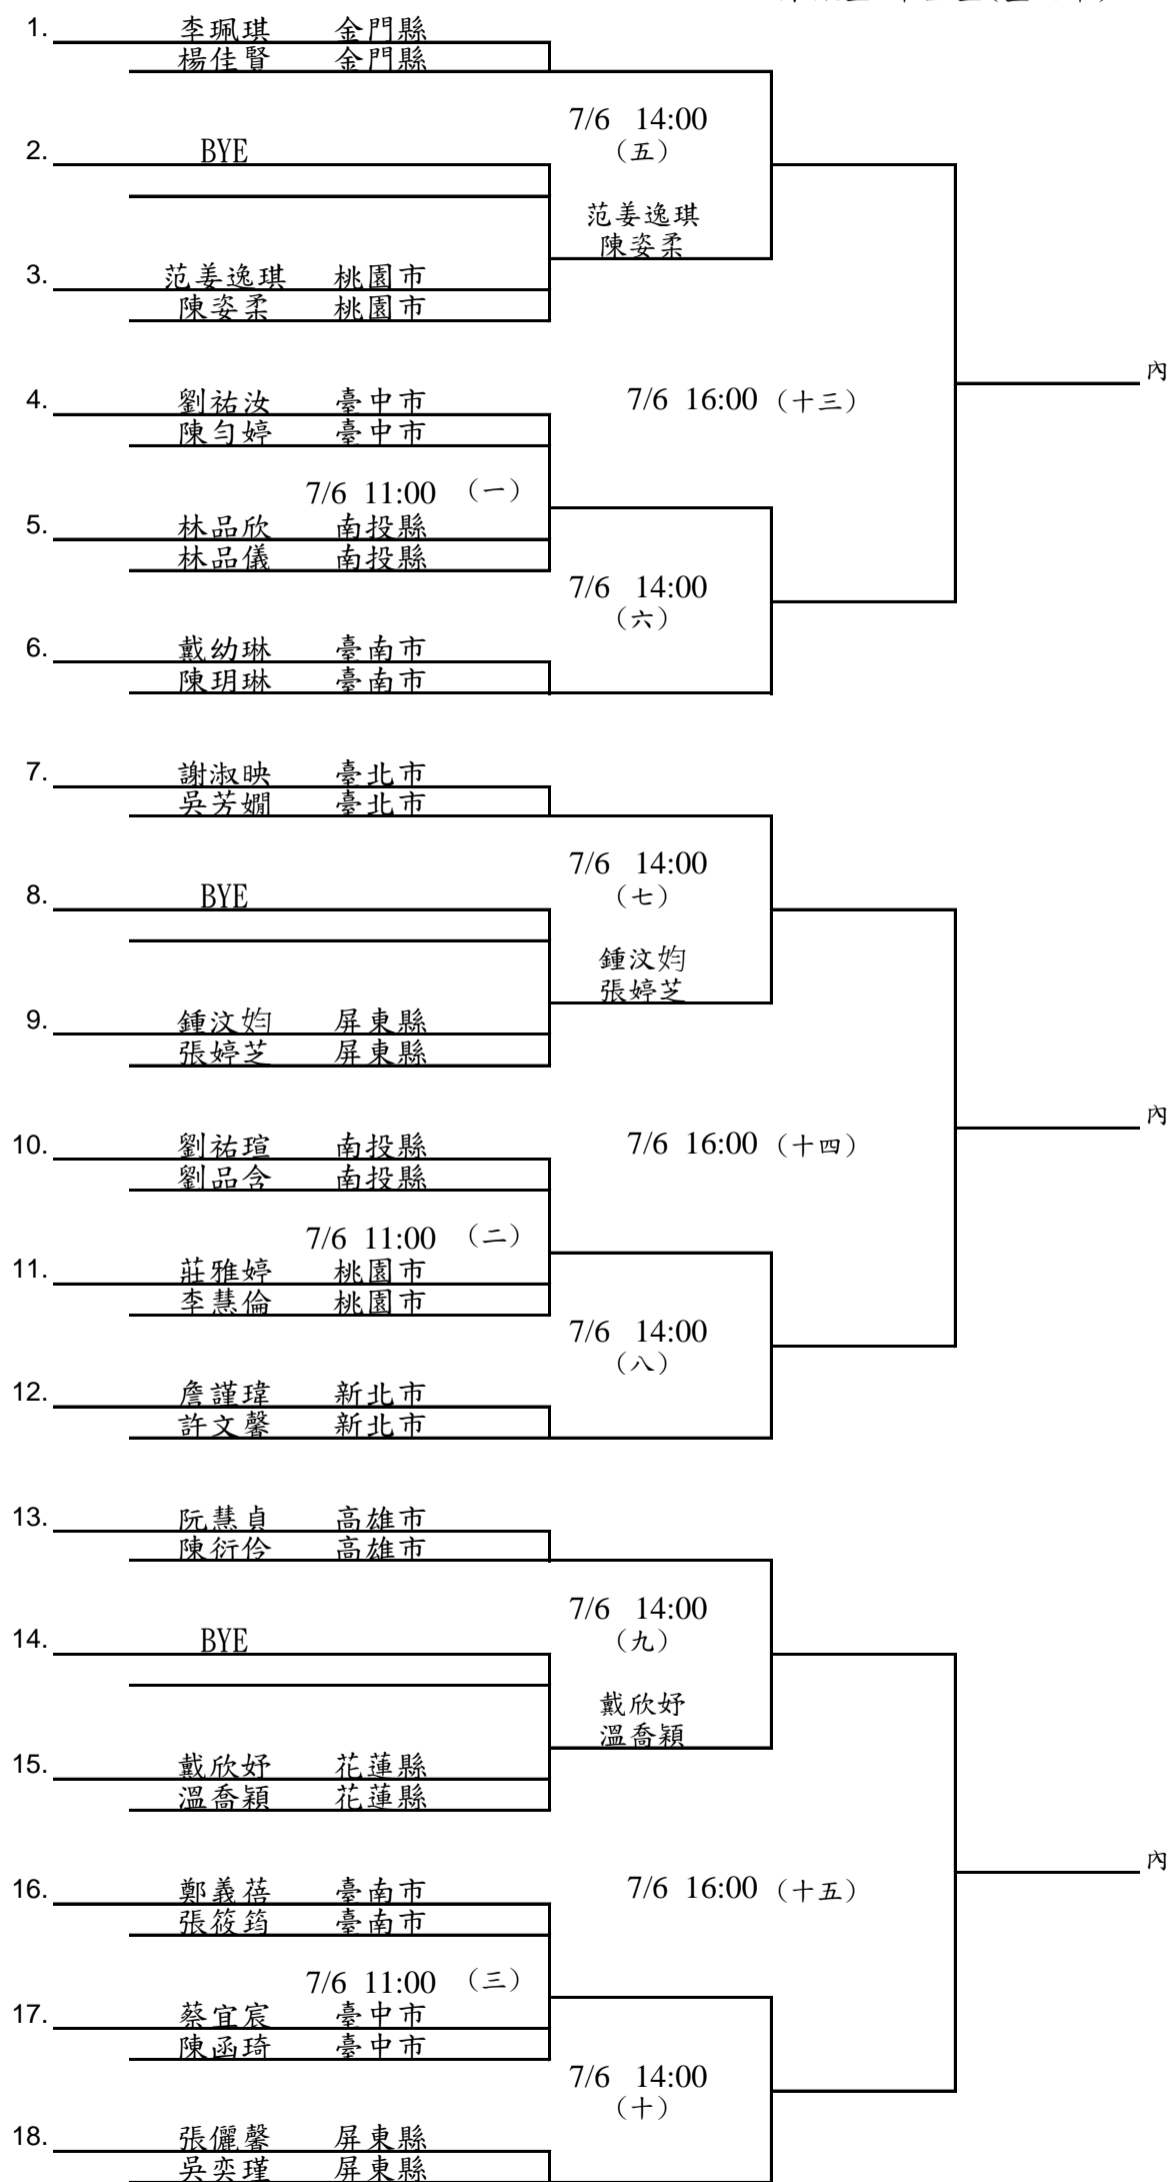 1. 李珮琪 金門縣
楊佳賢 金門縣
7/6 14:00
(五)
2. BYE
范姜逸琪
陳姿柔
3. 范姜逸琪 桃園市
陳姿柔 桃園市
內
4. 劉祐汝 臺中市
7/6 16:00 (十三)
陳勻婷 臺中市
7/6 11:00 (一)
5. 林品欣 南投縣
林品儀 南投縣
7/6 14:00
(六)
6. 戴幼琳 臺南市
陳玥琳 臺南市
7. 謝淑映 臺北市
吳芳嫺 臺北市
7/6 14:00
(七)
8. BYE
鍾汶妁
張婷芝
9. 鍾汶妁 屏東縣
張婷芝 屏東縣
內
10. 劉祐瑄 南投縣
7/6 16:00 (十四)
劉品含 南投縣
7/6 11:00 (二)
11. 莊雅婷 桃園市
李慧倫 桃園市
7/6 14:00
(八)
12. 詹謹瑋 新北市
許文馨 新北市
13. 阮慧貞 高雄市
陳衍伶 高雄市
7/6 14:00
(九)
14. BYE
戴欣妤
溫喬穎
15. 戴欣妤 花蓮縣
溫喬穎 花蓮縣
內
16. 鄭義蓓 臺南市
7/6 16:00 (十五)
張筱筠 臺南市
7/6 11:00 (三)
17. 蔡宜宸 臺中市
陳函琦 臺中市
7/6 14:00
(十)
18. 張儷馨 屏東縣
吳奕瑾 屏東縣